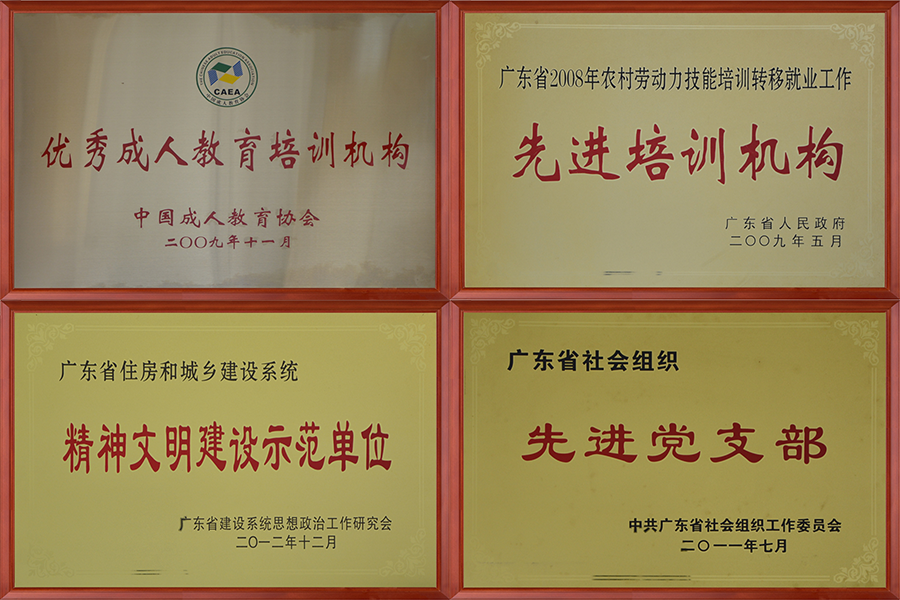 CAEA
优秀成人教育培训机构
中国成人教育协会
二〇〇九年十一月
广东省2008年农村劳动力技能培训转移就业工作
先进培训机构
广东省人民政府
二〇〇九年五月
广东省住房和城乡建设系统
精神文明建设示范单位
广东省建设系统思想政治工作研究会
二〇一二年十二月
广东省社会组织
先进党支部
中共广东省社会组织工作委员会
二〇一一年七月